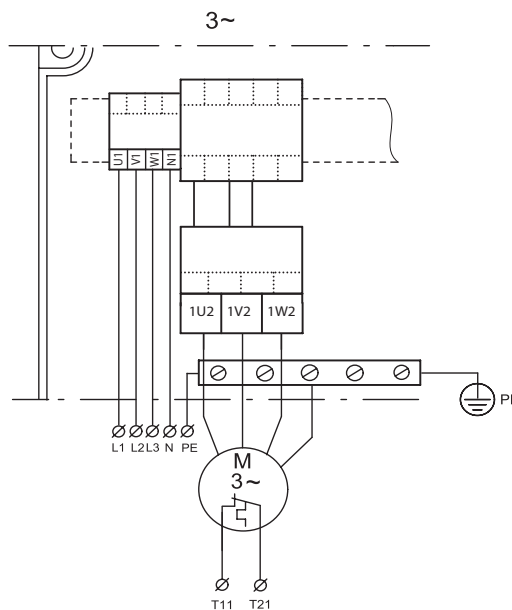 3~
U1 V1 W1 N1
1U2 1V2 1W2
PE
L1 L2 L3 N PE
M
3~
T11 T21